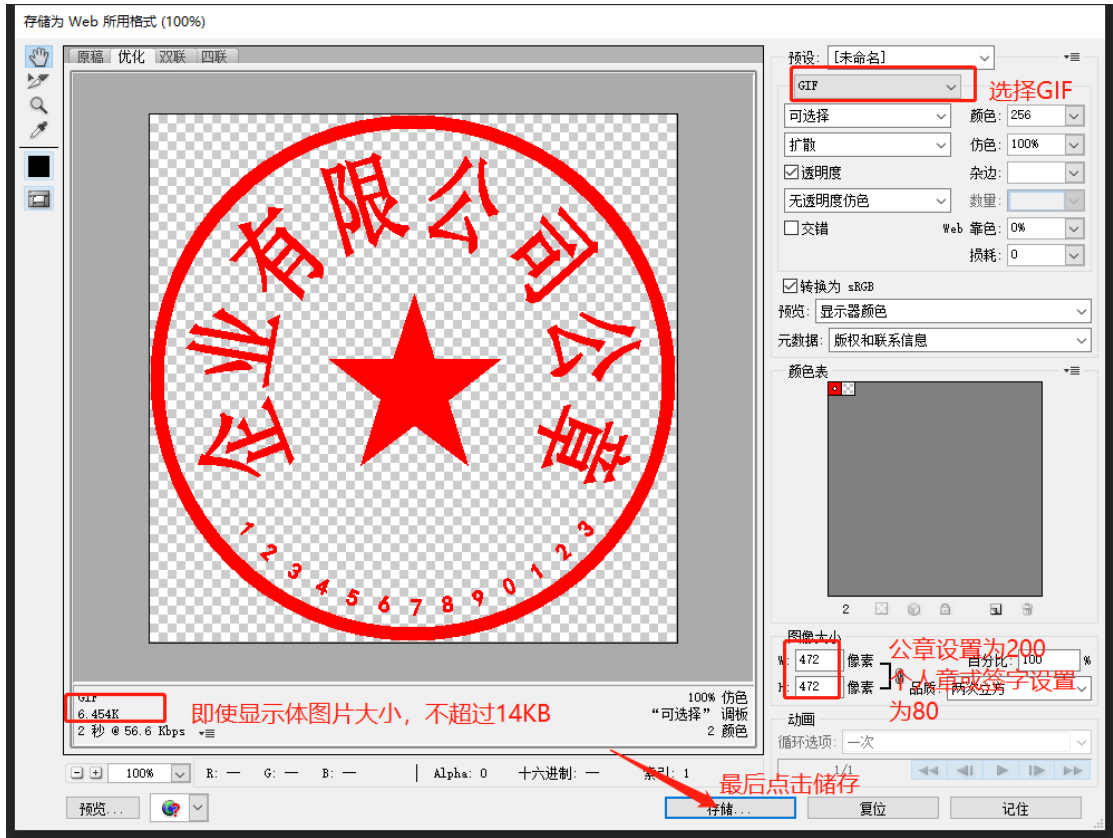 存储为 Web 所用格式 (100%)
原稿 优化 双联 四联
预设: [未命名]
GIF
选择GIF
可选择 颜色: 256
扩散 仿色: 100%
透明度 杂边:
无透明度仿色 数量:
交错 Web 靠色: 0%
损耗: 0
转换为 sRGB
预览: 显示器颜色
元数据: 版权和联系信息
颜色表
企业有限公司公章
1234567890123
2
图像大小
W: 472 像素 百分比: 100 %
H: 472 像素 品质: 两次立方
公章设置为200
个人章或签字设置
为80
GIF 100% 仿色
6.454K “可选择” 调板
2 秒 @ 56.6 Kbps 2 颜色
即使显示体图片大小，不超过14KB
动画
循环选项: 一次
1/1
100% R: — G: — B: — Alpha: 0 十六进制: — 索引: 1
最后点击储存
预览... 存储... 复位 记住